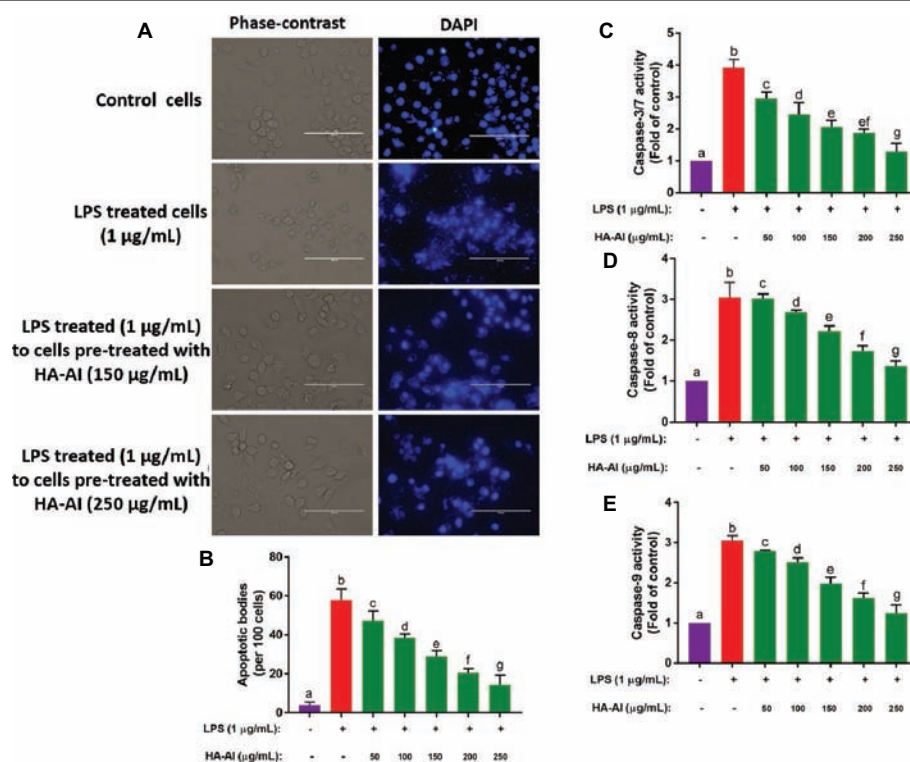 A
Phase-contrast
DAPI
Control cells
LPS treated cells
(1 µg/mL)
LPS treated (1 µg/mL)
to cells pre-treated with
HA-AI (150 µg/mL)
LPS treated (1 µg/mL)
to cells pre-treated with
HA-AI (250 µg/mL)
B
Apoptotic bodies
(per 100 cells)
80
60
40
20
0
a
b
c
d
e
f
g
LPS (1 µg/mL): - + + + + + +
HA-AI (µg/mL): - - 50 100 150 200 250
C
Caspase-3/7 activity
(Fold of control)
5
4
3
2
1
0
a
b
c
d
e
ef
g
LPS (1 µg/mL): - + + + + + +
HA-AI (µg/mL): - - 50 100 150 200 250
D
Caspase-8 activity
(Fold of control)
4
3
2
1
0
a
b
c
d
e
f
g
LPS (1 µg/mL): - + + + + + +
HA-AI (µg/mL): - - 50 100 150 200 250
E
Caspase-9 activity
(Fold of control)
4
3
2
1
0
a
b
c
d
e
f
g
LPS (1 µg/mL): - + + + + + +
HA-AI (µg/mL): - - 50 100 150 200 250